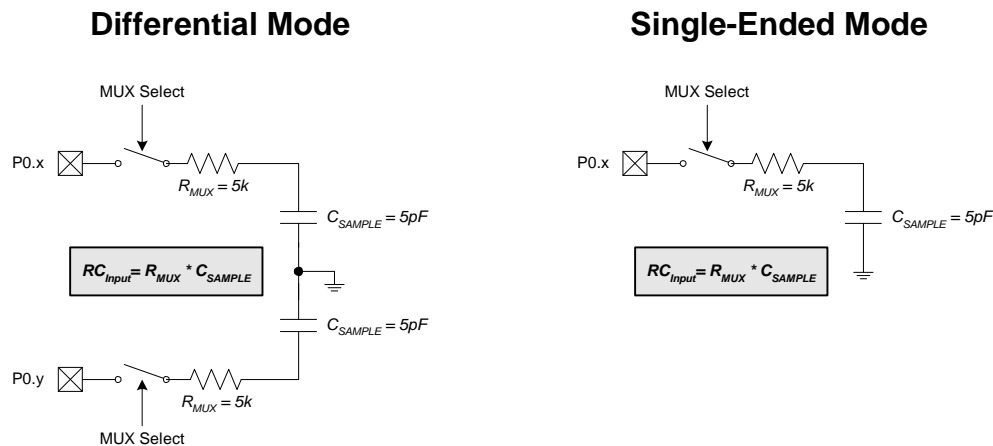 Differential Mode
MUX Select
P0.x
R_MUX = 5k
C_SAMPLE = 5pF
RC_Input= R_MUX * C_SAMPLE
C_SAMPLE = 5pF
P0.y
R_MUX = 5k
MUX Select
Single-Ended Mode
MUX Select
P0.x
R_MUX = 5k
C_SAMPLE = 5pF
RC_Input= R_MUX * C_SAMPLE